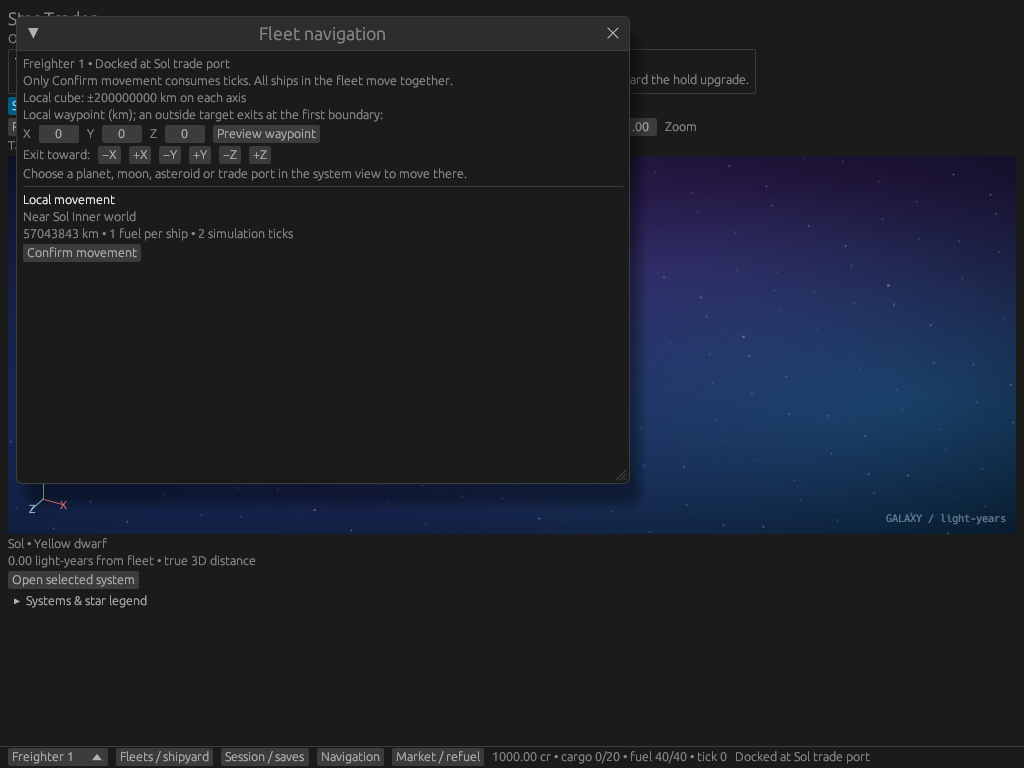 Fleet navigation
Freighter 1 • Docked at Sol trade port
Only Confirm movement consumes ticks. All ships in the fleet move together.
Local cube: ±200000000 km on each axis
Local waypoint (km); an outside target exits at the first boundary:
X 0 Y 0 Z 0 Preview waypoint
Exit toward: −X +X −Y +Y −Z +Z
Choose a planet, moon, asteroid or trade port in the system view to move there.
Local movement
Near Sol Inner world
57043843 km • 1 fuel per ship • 2 simulation ticks
Confirm movement
the hold upgrade.
.00 Zoom
Z X
GALAXY / light-years
Sol • Yellow dwarf
0.00 light-years from fleet • true 3D distance
Open selected system
Systems & star legend
Freighter 1 Fleets / shipyard Session / saves Navigation Market / refuel 1000.00 cr • cargo 0/20 • fuel 40/40 • tick 0 Docked at Sol trade port